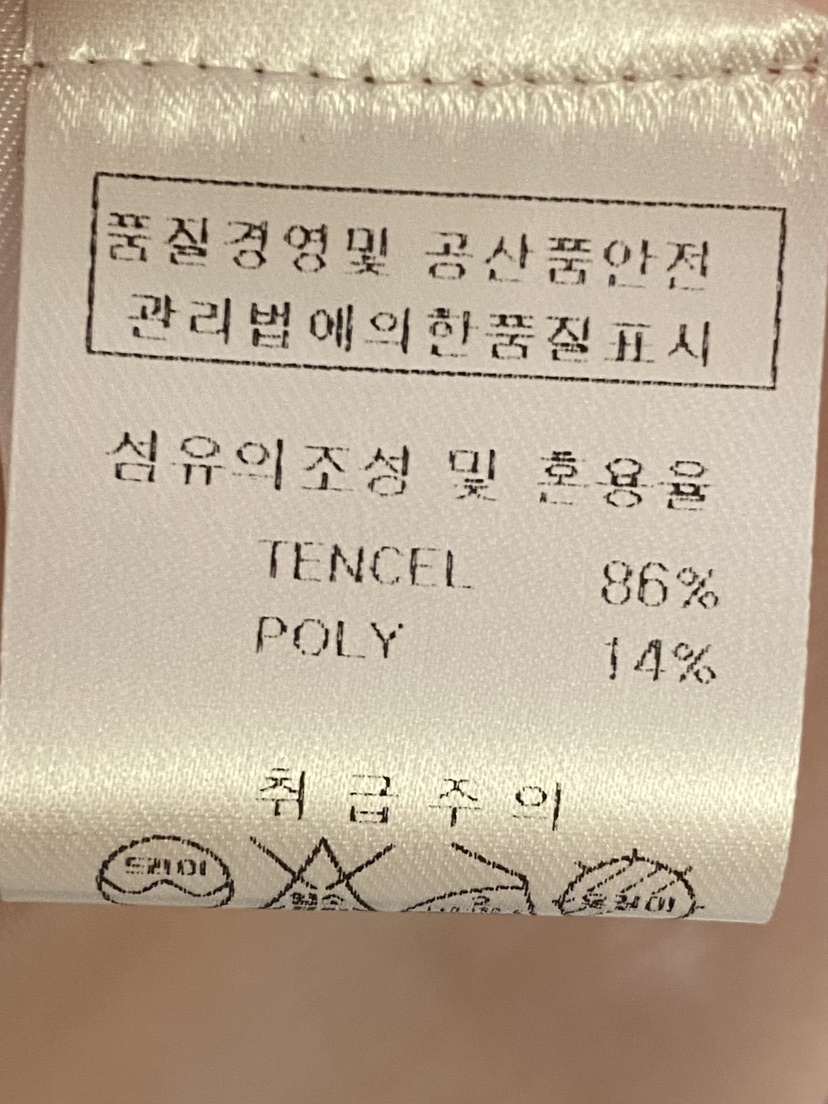 품질경영및 공산품안전
관리법에의한품질표시
섬유의조성 및 혼용율
TENCEL 86%
POLY 14%
취급주의
드라이